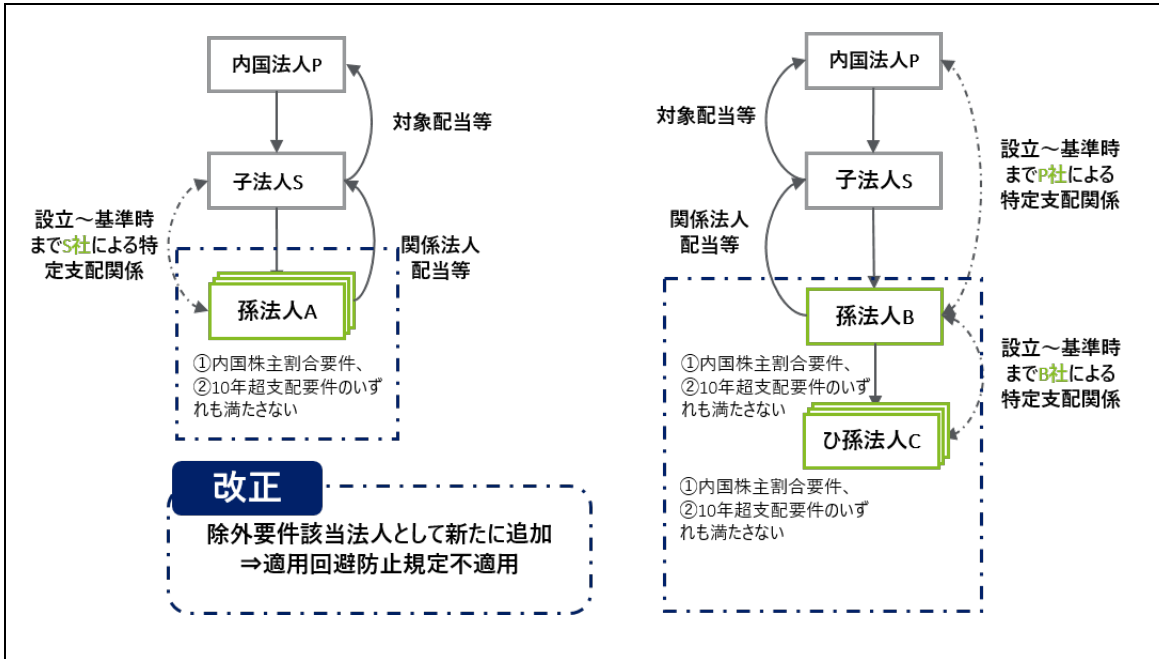 内国法人P
対象配当等
子法人S
設立～基準時
までS社による特
定支配関係
関係法人
配当等
孫法人A
①内国株主割合要件、
②10年超支配要件のいず
れも満たさない
改正
除外要件該当法人として新たに追加
⇒適用回避防止規定不適用
内国法人P
対象配当等
設立～基準時
までP社による
特定支配関係
子法人S
関係法人
配当等
孫法人B
①内国株主割合要件、
②10年超支配要件のいず
れも満たさない
設立～基準時
までB社による
特定支配関係
ひ孫法人C
①内国株主割合要件、
②10年超支配要件のいず
れも満たさない